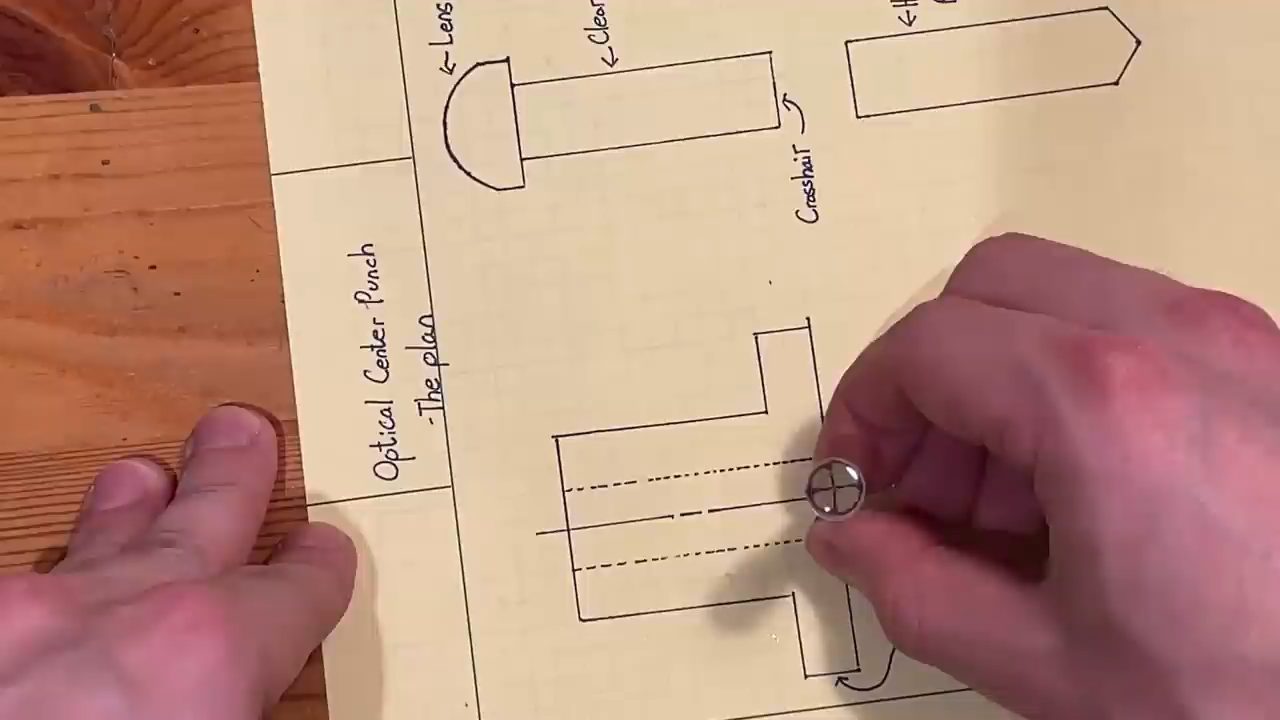 Optical Center Punch
-The plan
←Lens
Crosshair